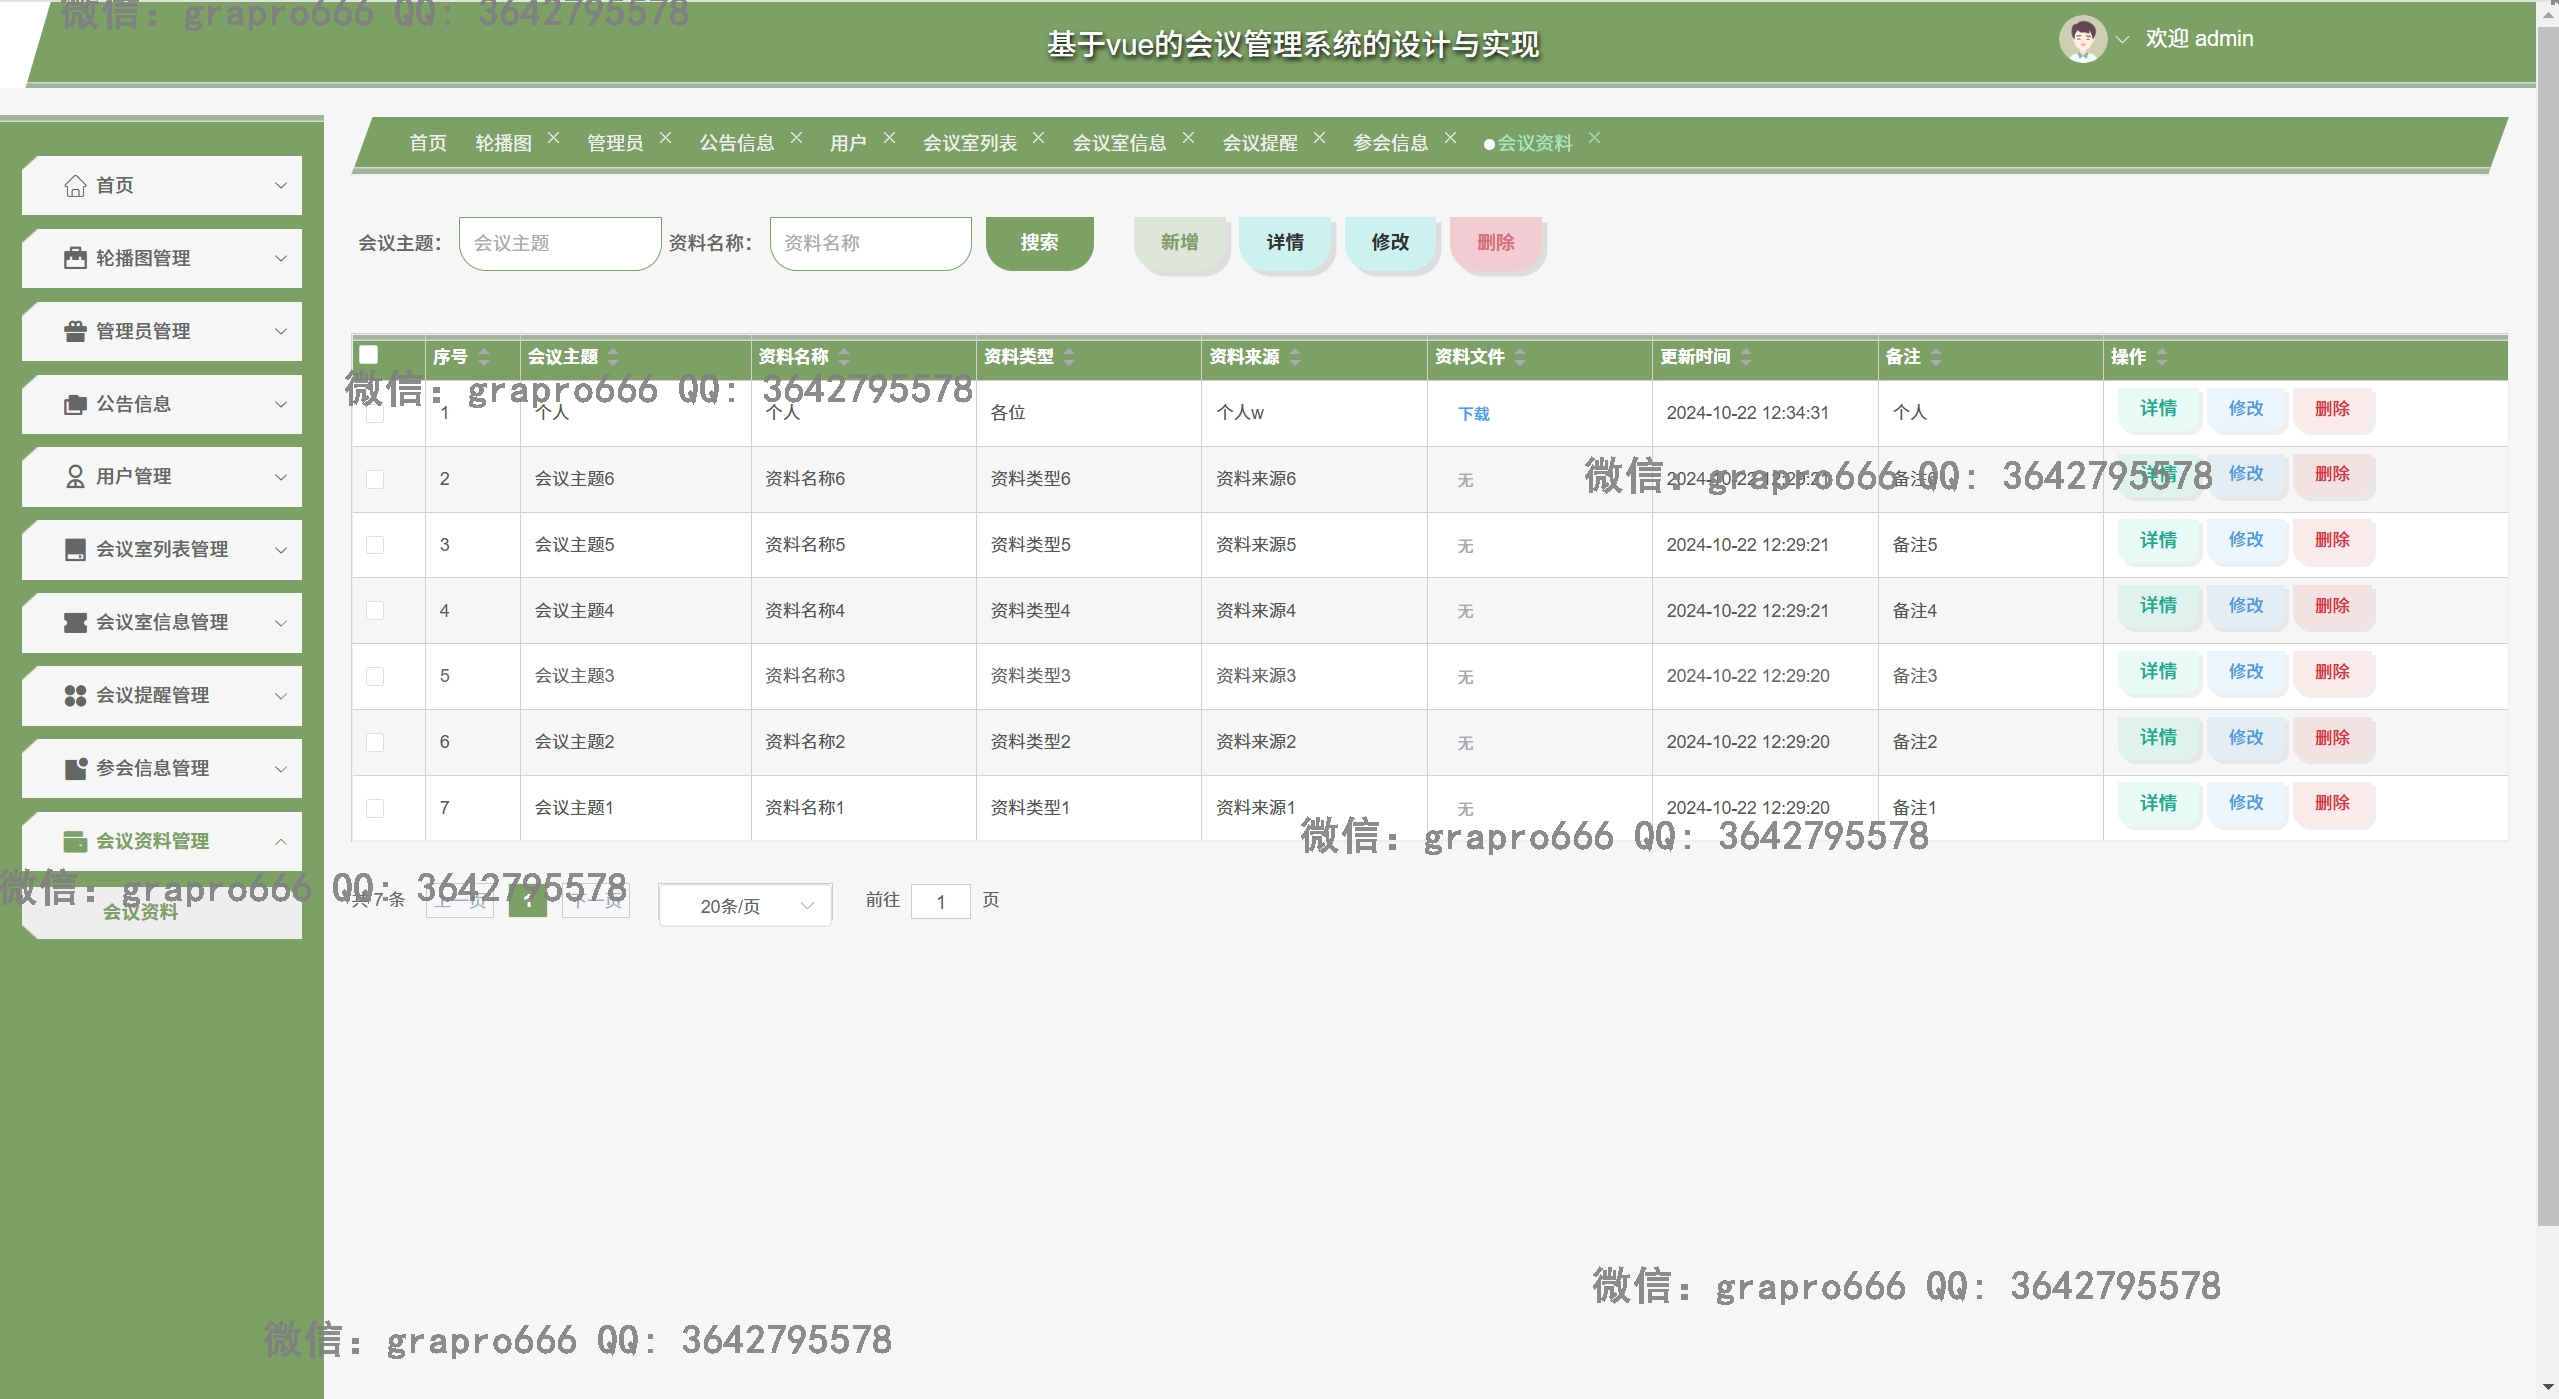 微信: grapro666 QQ: 3642795578
基于vue的会议管理系统的设计与实现
欢迎 admin
首页 轮播图 管理员 公告信息 用户 会议室列表 会议室信息 会议提醒 参会信息 会议资料
首页
轮播图管理
管理员管理
公告信息
用户管理
会议室列表管理
会议室信息管理
会议提醒管理
参会信息管理
会议资料管理
会议资料
会议主题: 会议主题 资料名称: 资料名称 搜索 新增 详情 修改 删除
序号 会议主题 资料名称 资料类型 资料来源 资料文件 更新时间 备注 操作
微信: grapro666 QQ: 3642795578
1 个人 个人 各位 个人w 下载 2024-10-22 12:34:31 个人 详情 修改 删除
2 会议主题6 资料名称6 资料类型6 资料来源6 无 2024-10-22 12:29:21 备注6 详情 修改 删除
微信: grapro666 QQ: 3642795578
3 会议主题5 资料名称5 资料类型5 资料来源5 无 2024-10-22 12:29:21 备注5 详情 修改 删除
4 会议主题4 资料名称4 资料类型4 资料来源4 无 2024-10-22 12:29:21 备注4 详情 修改 删除
5 会议主题3 资料名称3 资料类型3 资料来源3 无 2024-10-22 12:29:20 备注3 详情 修改 删除
6 会议主题2 资料名称2 资料类型2 资料来源2 无 2024-10-22 12:29:20 备注2 详情 修改 删除
7 会议主题1 资料名称1 资料类型1 资料来源1 无 2024-10-22 12:29:20 备注1 详情 修改 删除
微信: grapro666 QQ: 3642795578
微信: grapro666 QQ: 3642795578
共 7 条 上一页 1 下一页 20条/页 前往 1 页
微信: grapro666 QQ: 3642795578
微信: grapro666 QQ: 3642795578